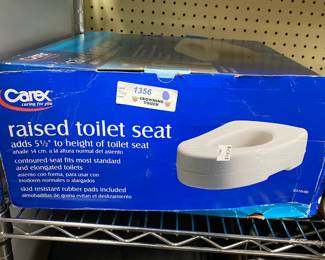 Carex
caring for you
1356
CROWNING
TOUCH
raised toilet seat
adds 5½" to height of toilet seat
añade 14 cm. a la altura normal del asiento
contoured seat fits most standard
and elongated toilets
asiento con forma, para usar con
inodoros normales o alargados
skid resistant rubber pads included
almohadillas de goma evitan el deslizamiento